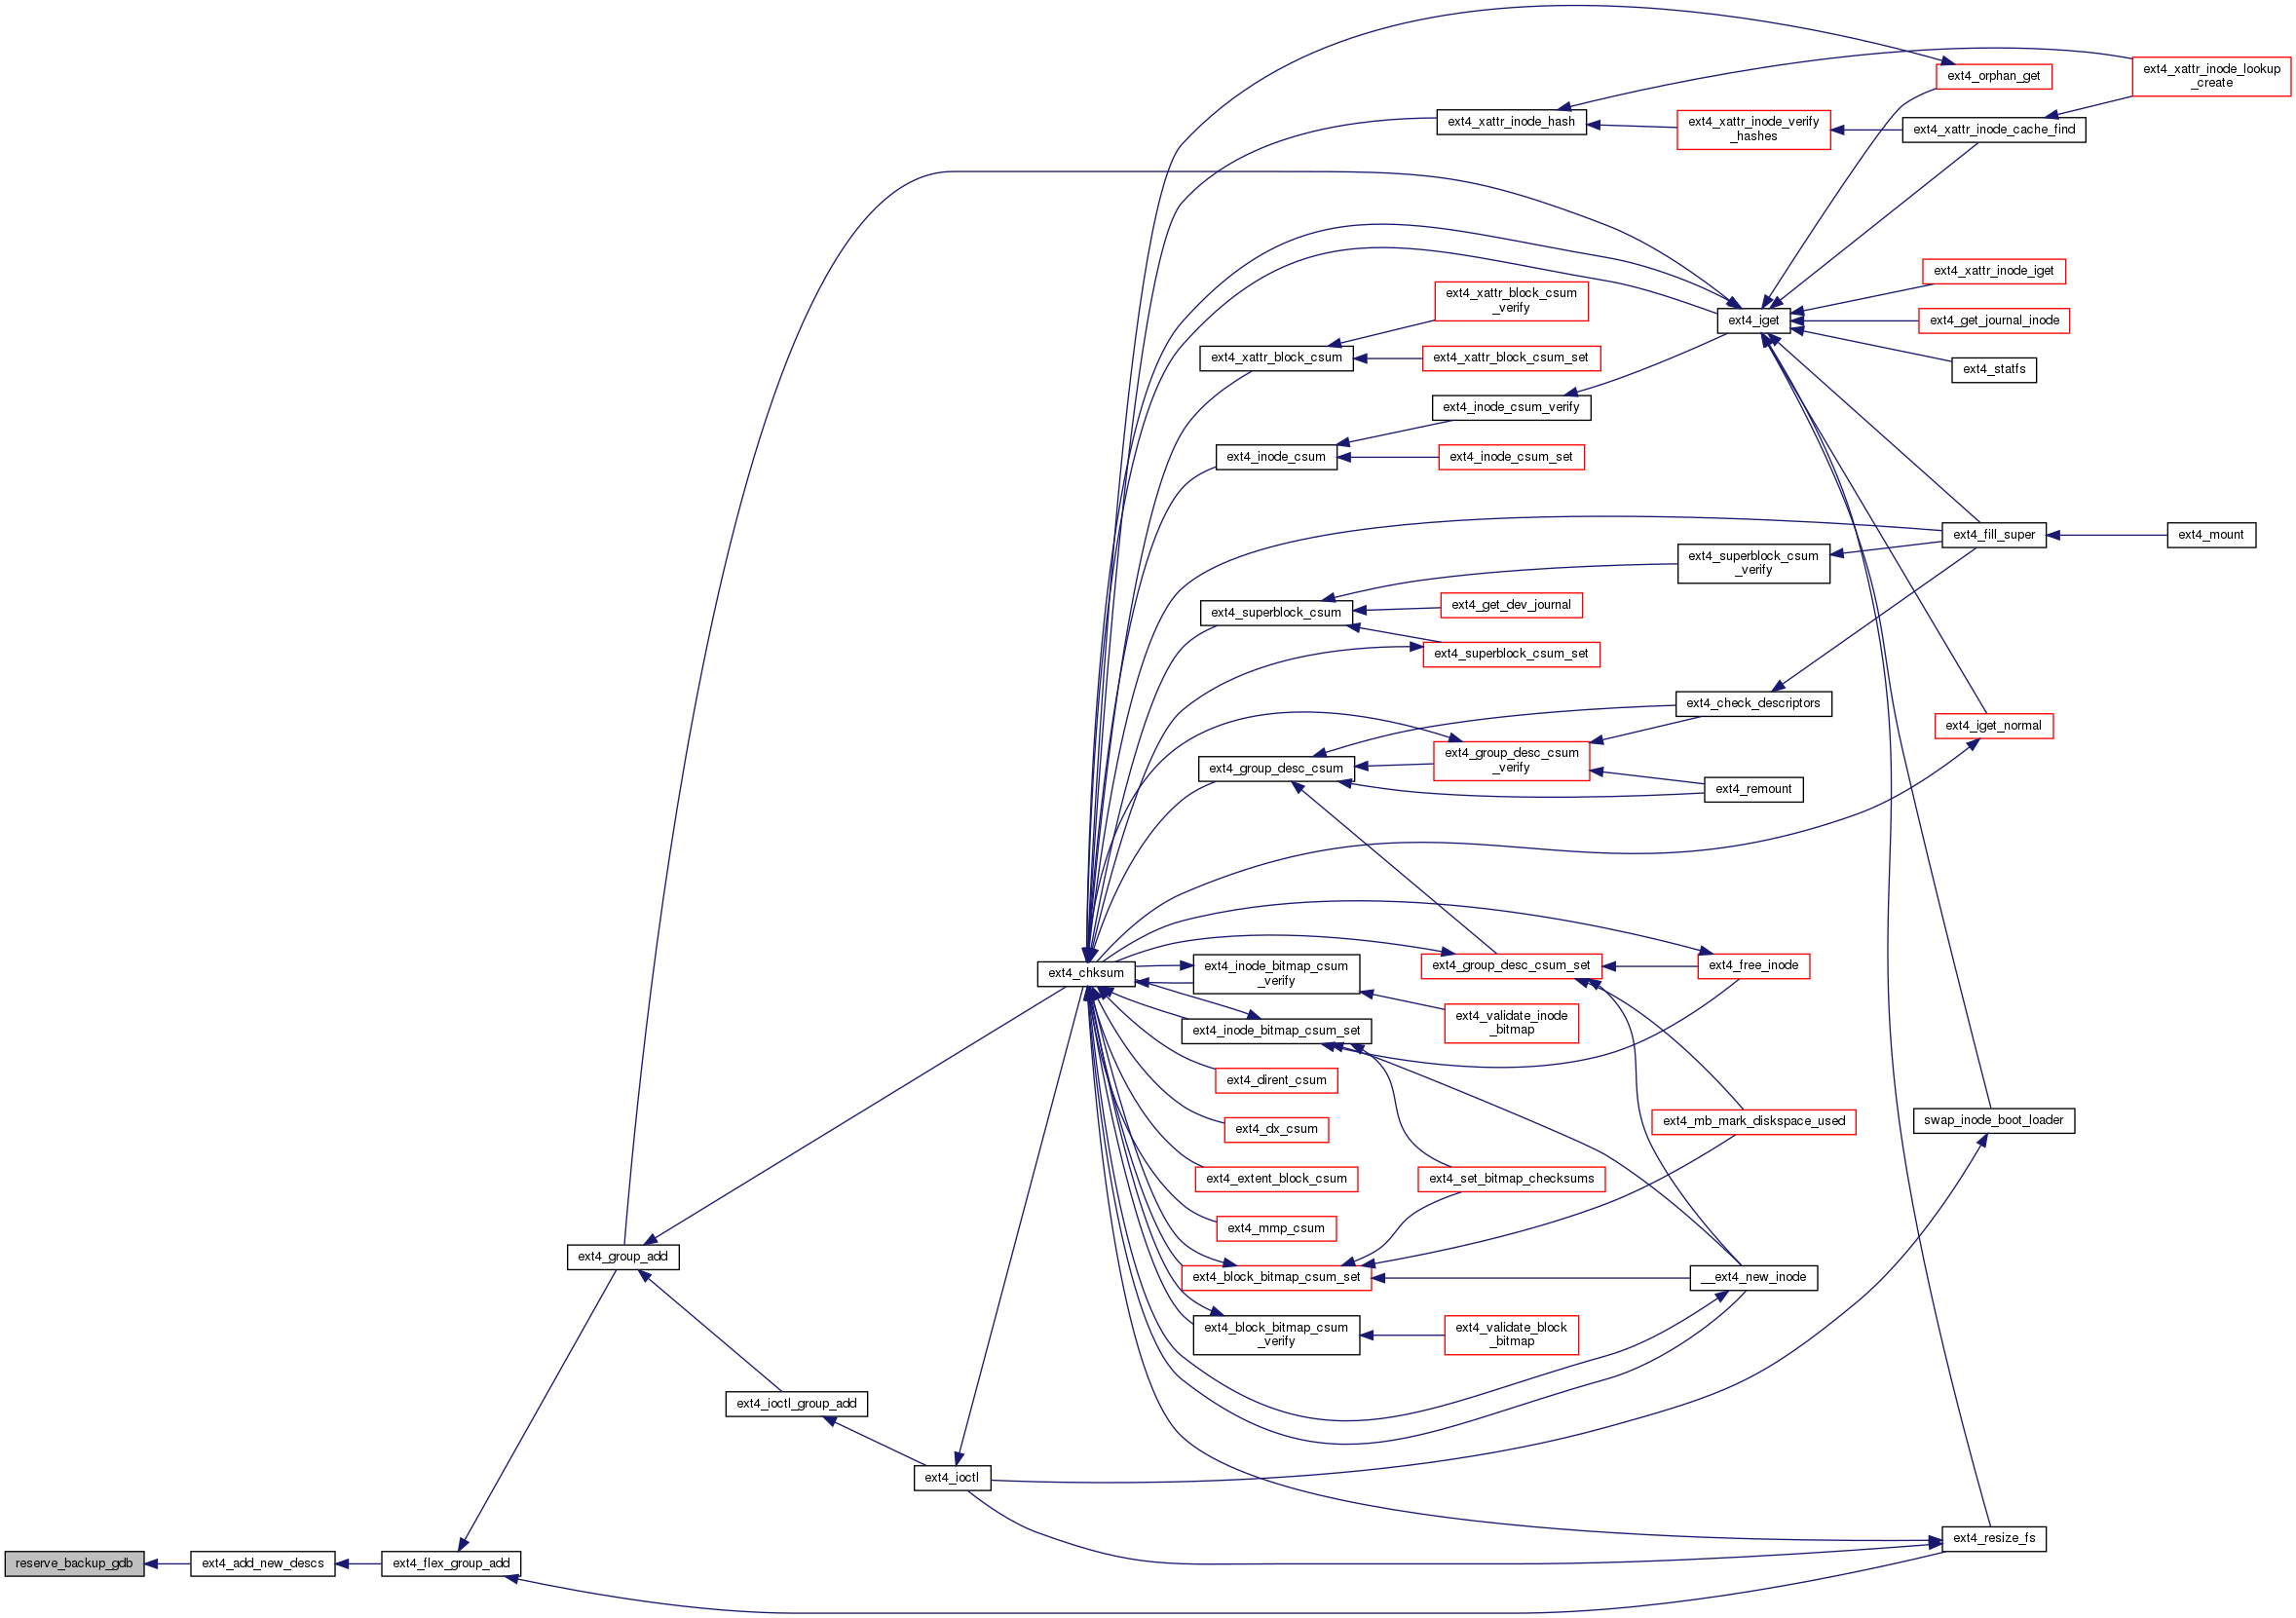 ext4_orphan_get
ext4_xattr_inode_lookup
_create
ext4_xattr_inode_hash
ext4_xattr_inode_verify
_hashes
ext4_xattr_inode_cache_find
ext4_xattr_inode_iget
ext4_xattr_block_csum
_verify
ext4_iget
ext4_get_journal_inode
ext4_xattr_block_csum
ext4_xattr_block_csum_set
ext4_statfs
ext4_inode_csum_verify
ext4_inode_csum
ext4_inode_csum_set
ext4_fill_super
ext4_mount
ext4_superblock_csum
_verify
ext4_superblock_csum
ext4_get_dev_journal
ext4_superblock_csum_set
ext4_check_descriptors
ext4_iget_normal
ext4_group_desc_csum
ext4_group_desc_csum
_verify
ext4_remount
ext4_chksum
ext4_inode_bitmap_csum
_verify
ext4_group_desc_csum_set
ext4_free_inode
ext4_validate_inode
_bitmap
ext4_inode_bitmap_csum_set
ext4_dirent_csum
ext4_dx_csum
ext4_mb_mark_diskspace_used
swap_inode_boot_loader
ext4_extent_block_csum
ext4_set_bitmap_checksums
ext4_mmp_csum
ext4_group_add
ext4_block_bitmap_csum_set
__ext4_new_inode
ext4_block_bitmap_csum
_verify
ext4_validate_block
_bitmap
ext4_ioctl_group_add
ext4_ioctl
ext4_resize_fs
reserve_backup_gdb
ext4_add_new_descs
ext4_flex_group_add